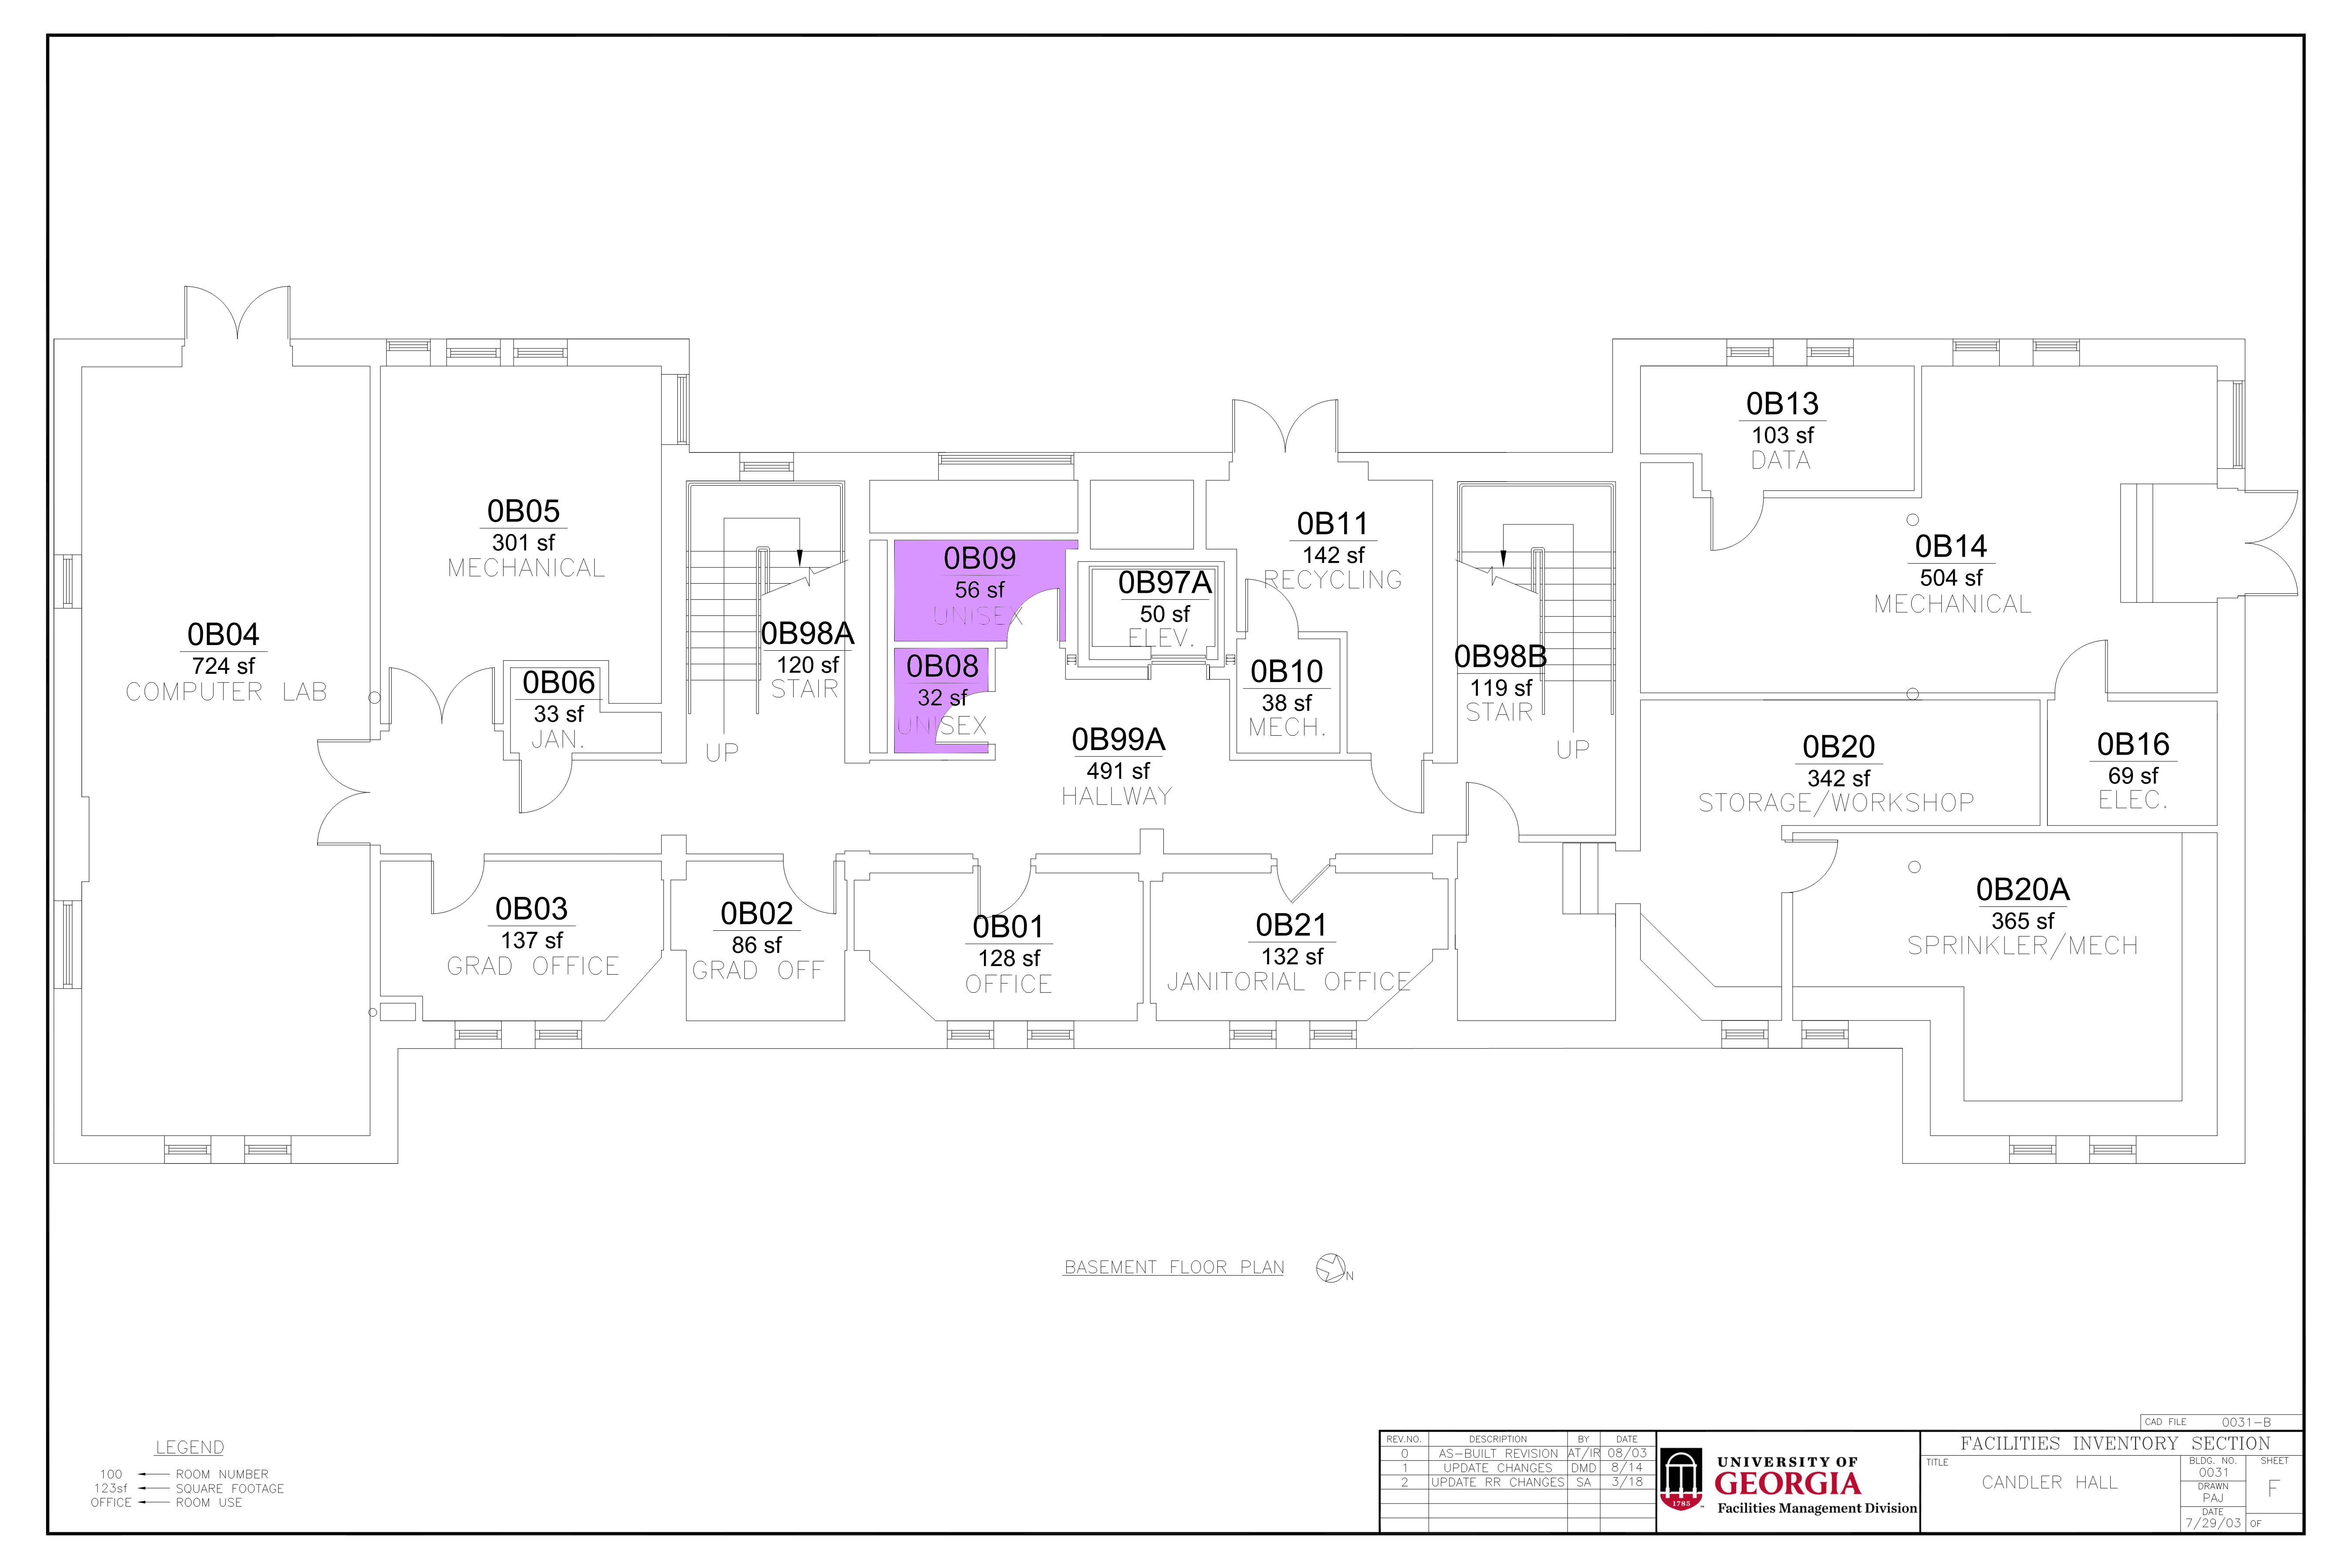 0B04
724 sf
COMPUTER LAB
0B05
301 sf
MECHANICAL
0B06
33 sf
JAN.
0B98A
120 sf
STAIR
UP
0B09
56 sf
UNISEX
0B08
32 sf
UNISEX
0B97A
50 sf
ELEV.
0B11
142 sf
RECYCLING
0B10
38 sf
MECH.
0B99A
491 sf
HALLWAY
0B98B
119 sf
STAIR
UP
0B13
103 sf
DATA
0B14
504 sf
MECHANICAL
0B20
342 sf
STORAGE/WORKSHOP
0B16
69 sf
ELEC.
0B03
137 sf
GRAD OFFICE
0B02
86 sf
GRAD OFF
0B01
128 sf
OFFICE
0B21
132 sf
JANITORIAL OFFICE
0B20A
365 sf
SPRINKLER/MECH
BASEMENT FLOOR PLAN
N
LEGEND
100 ROOM NUMBER
123sf SQUARE FOOTAGE
OFFICE ROOM USE
REV.NO. DESCRIPTION BY DATE
0 AS-BUILT REVISION AT/IR 08/03
1 UPDATE CHANGES DMD 8/14
2 UPDATE RR CHANGES SA 3/18
1785
UNIVERSITY OF
GEORGIA
Facilities Management Division
CAD FILE 0031-B
FACILITIES INVENTORY SECTION
TITLE
CANDLER HALL
BLDG. NO.
0031
DRAWN
PAJ
DATE
7/29/03
SHEET
F
OF